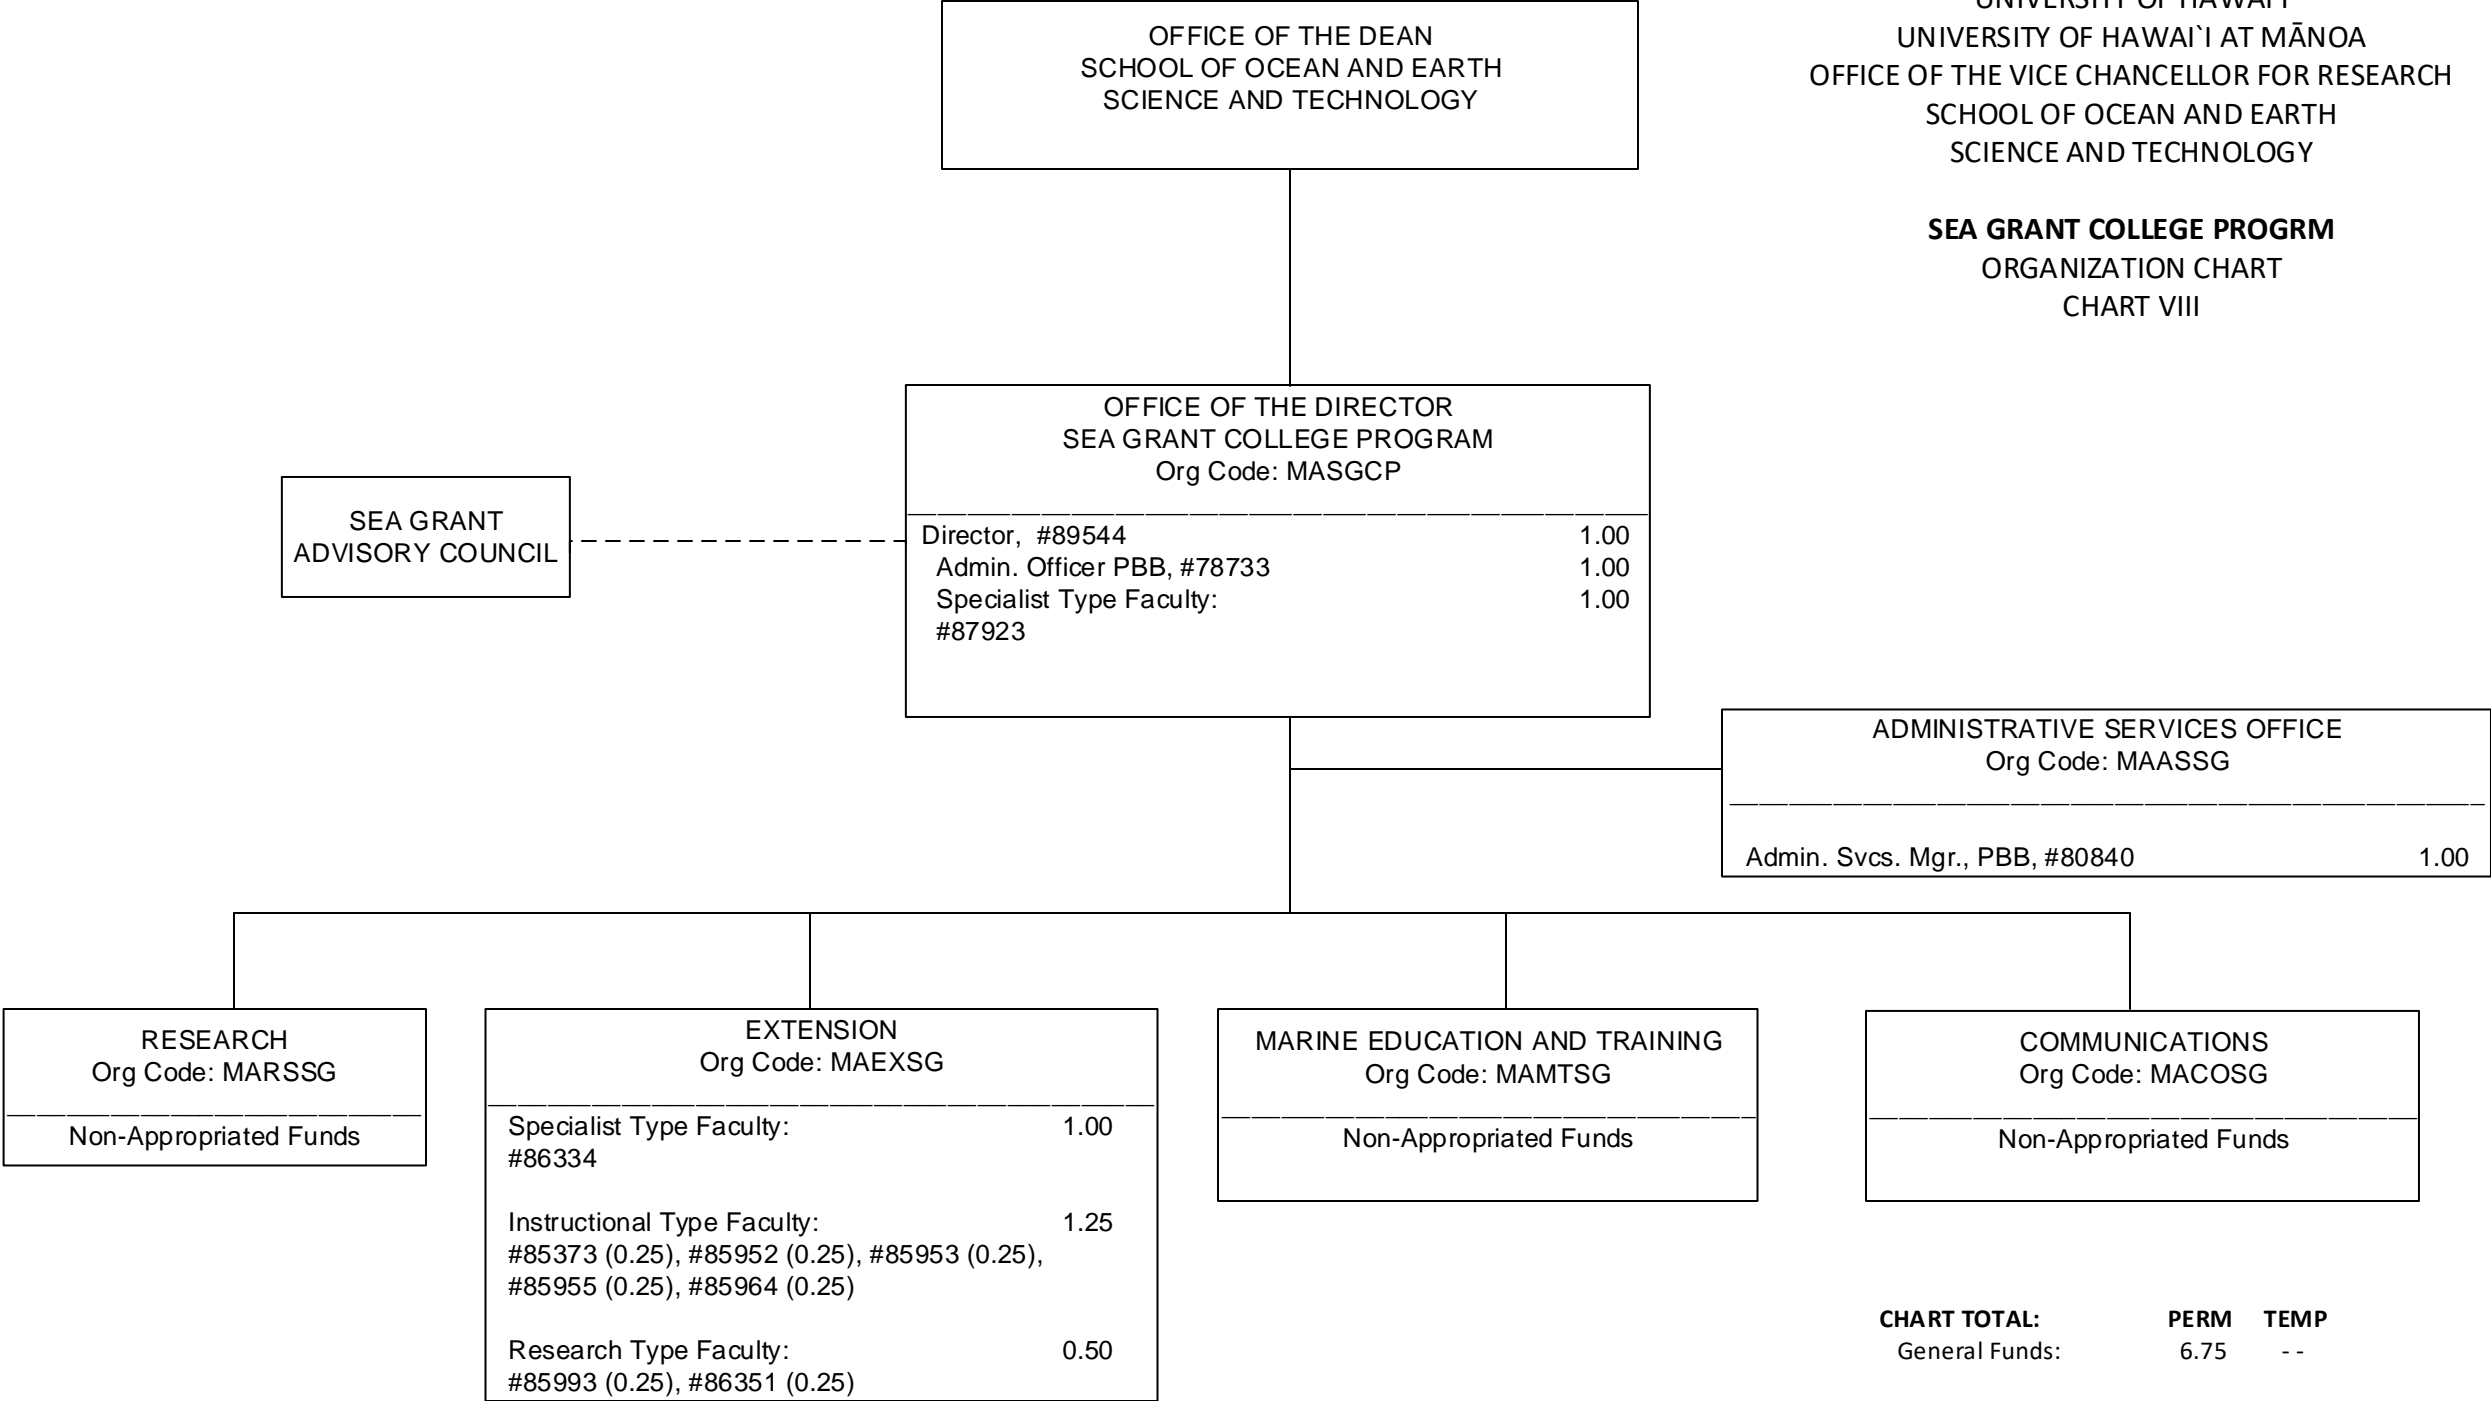 UNIVERSITY OF HAWAI`I
UNIVERSITY OF HAWAI`I AT MĀNOA
OFFICE OF THE VICE CHANCELLOR FOR RESEARCH
SCHOOL OF OCEAN AND EARTH
SCIENCE AND TECHNOLOGY
SEA GRANT COLLEGE PROGRM
ORGANIZATION CHART
CHART VIII
OFFICE OF THE DEAN
SCHOOL OF OCEAN AND EARTH
SCIENCE AND TECHNOLOGY
OFFICE OF THE DIRECTOR
SEA GRANT COLLEGE PROGRAM
Org Code: MASGCP
Director, #89544 1.00
Admin. Officer PBB, #78733 1.00
Specialist Type Faculty: 1.00
#87923
SEA GRANT
ADVISORY COUNCIL
ADMINISTRATIVE SERVICES OFFICE
Org Code: MAASSG
Admin. Svcs. Mgr., PBB, #80840 1.00
RESEARCH
Org Code: MARSSG
Non-Appropriated Funds
EXTENSION
Org Code: MAEXSG
Specialist Type Faculty: 1.00
#86334
Instructional Type Faculty: 1.25
#85373 (0.25), #85952 (0.25), #85953 (0.25),
#85955 (0.25), #85964 (0.25)
Research Type Faculty: 0.50
#85993 (0.25), #86351 (0.25)
MARINE EDUCATION AND TRAINING
Org Code: MAMTSG
Non-Appropriated Funds
COMMUNICATIONS
Org Code: MACOSG
Non-Appropriated Funds
CHART TOTAL: PERM TEMP
General Funds: 6.75 - -